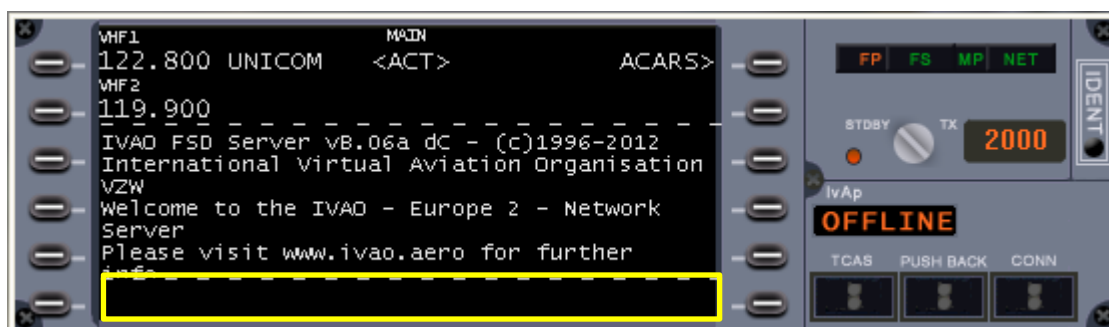 VHF1 MAIN
122.800 UNICOM <ACT> ACARS>
VHF2
119.900
IVAO FSD Server vB.06a dC - (c)1996-2012
International Virtual Aviation Organisation
VZW
Welcome to the IVAO - Europe 2 - Network
Server
Please visit www.ivao.aero for further
info
FP FS MP NET
IDENT
STDBY TX 2000
IvAp
OFFLINE
TCAS PUSH BACK CONN